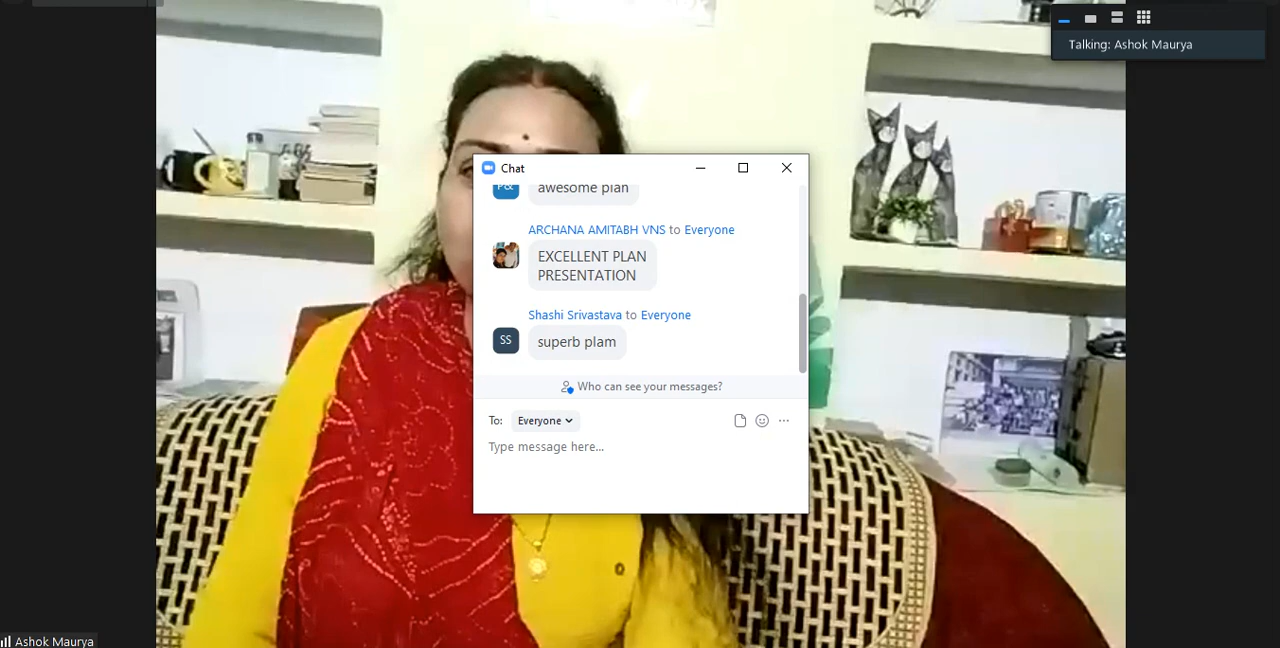 Talking: Ashok Maurya
Chat
P&
awesome plan
ARCHANA AMITABH VNS to Everyone
EXCELLENT PLAN
PRESENTATION
Shashi Srivastava to Everyone
SS
superb plam
Who can see your messages?
To: Everyone
Type message here...
Ashok Maurya